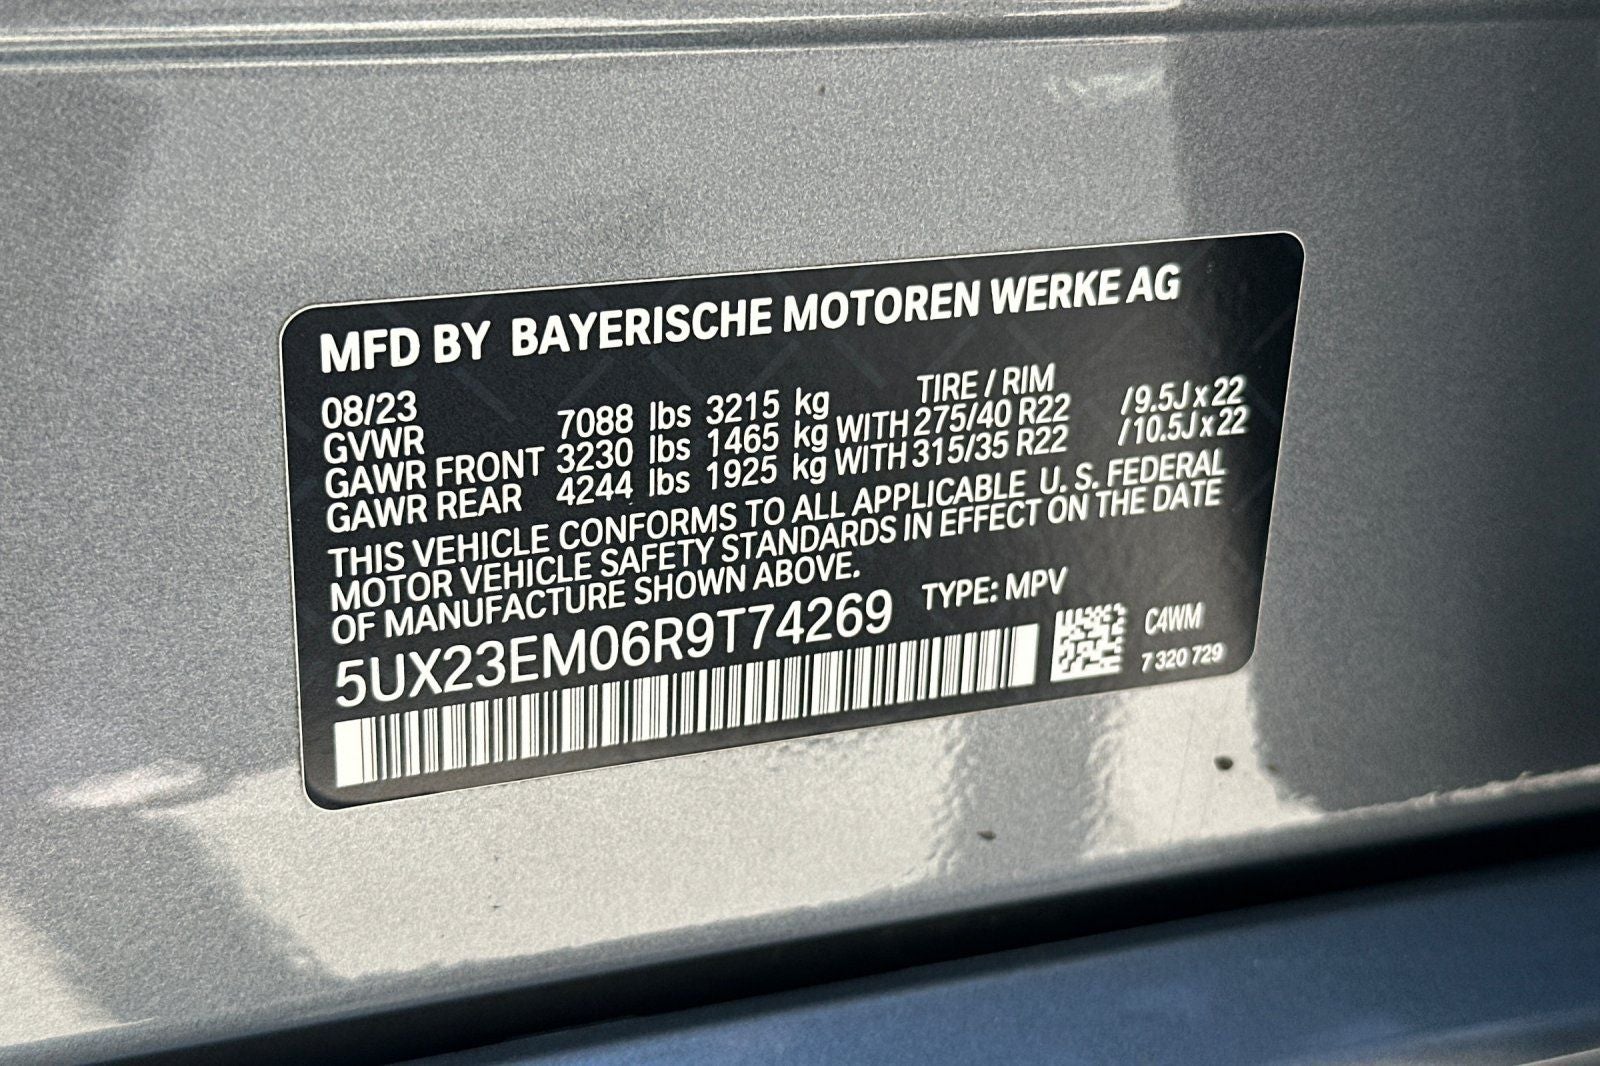 MFD BY BAYERISCHE MOTOREN WERKE AG
08/23 TIRE / RIM
GVWR 7088 lbs 3215 kg
GAWR FRONT 3230 lbs 1465 kg WITH 275/40 R22 /9.5J x 22
GAWR REAR 4244 lbs 1925 kg WITH 315/35 R22 /10.5J x 22
THIS VEHICLE CONFORMS TO ALL APPLICABLE U. S. FEDERAL
MOTOR VEHICLE SAFETY STANDARDS IN EFFECT ON THE DATE
OF MANUFACTURE SHOWN ABOVE.
5UX23EM06R9T74269 TYPE: MPV
C4WM
7 320 729